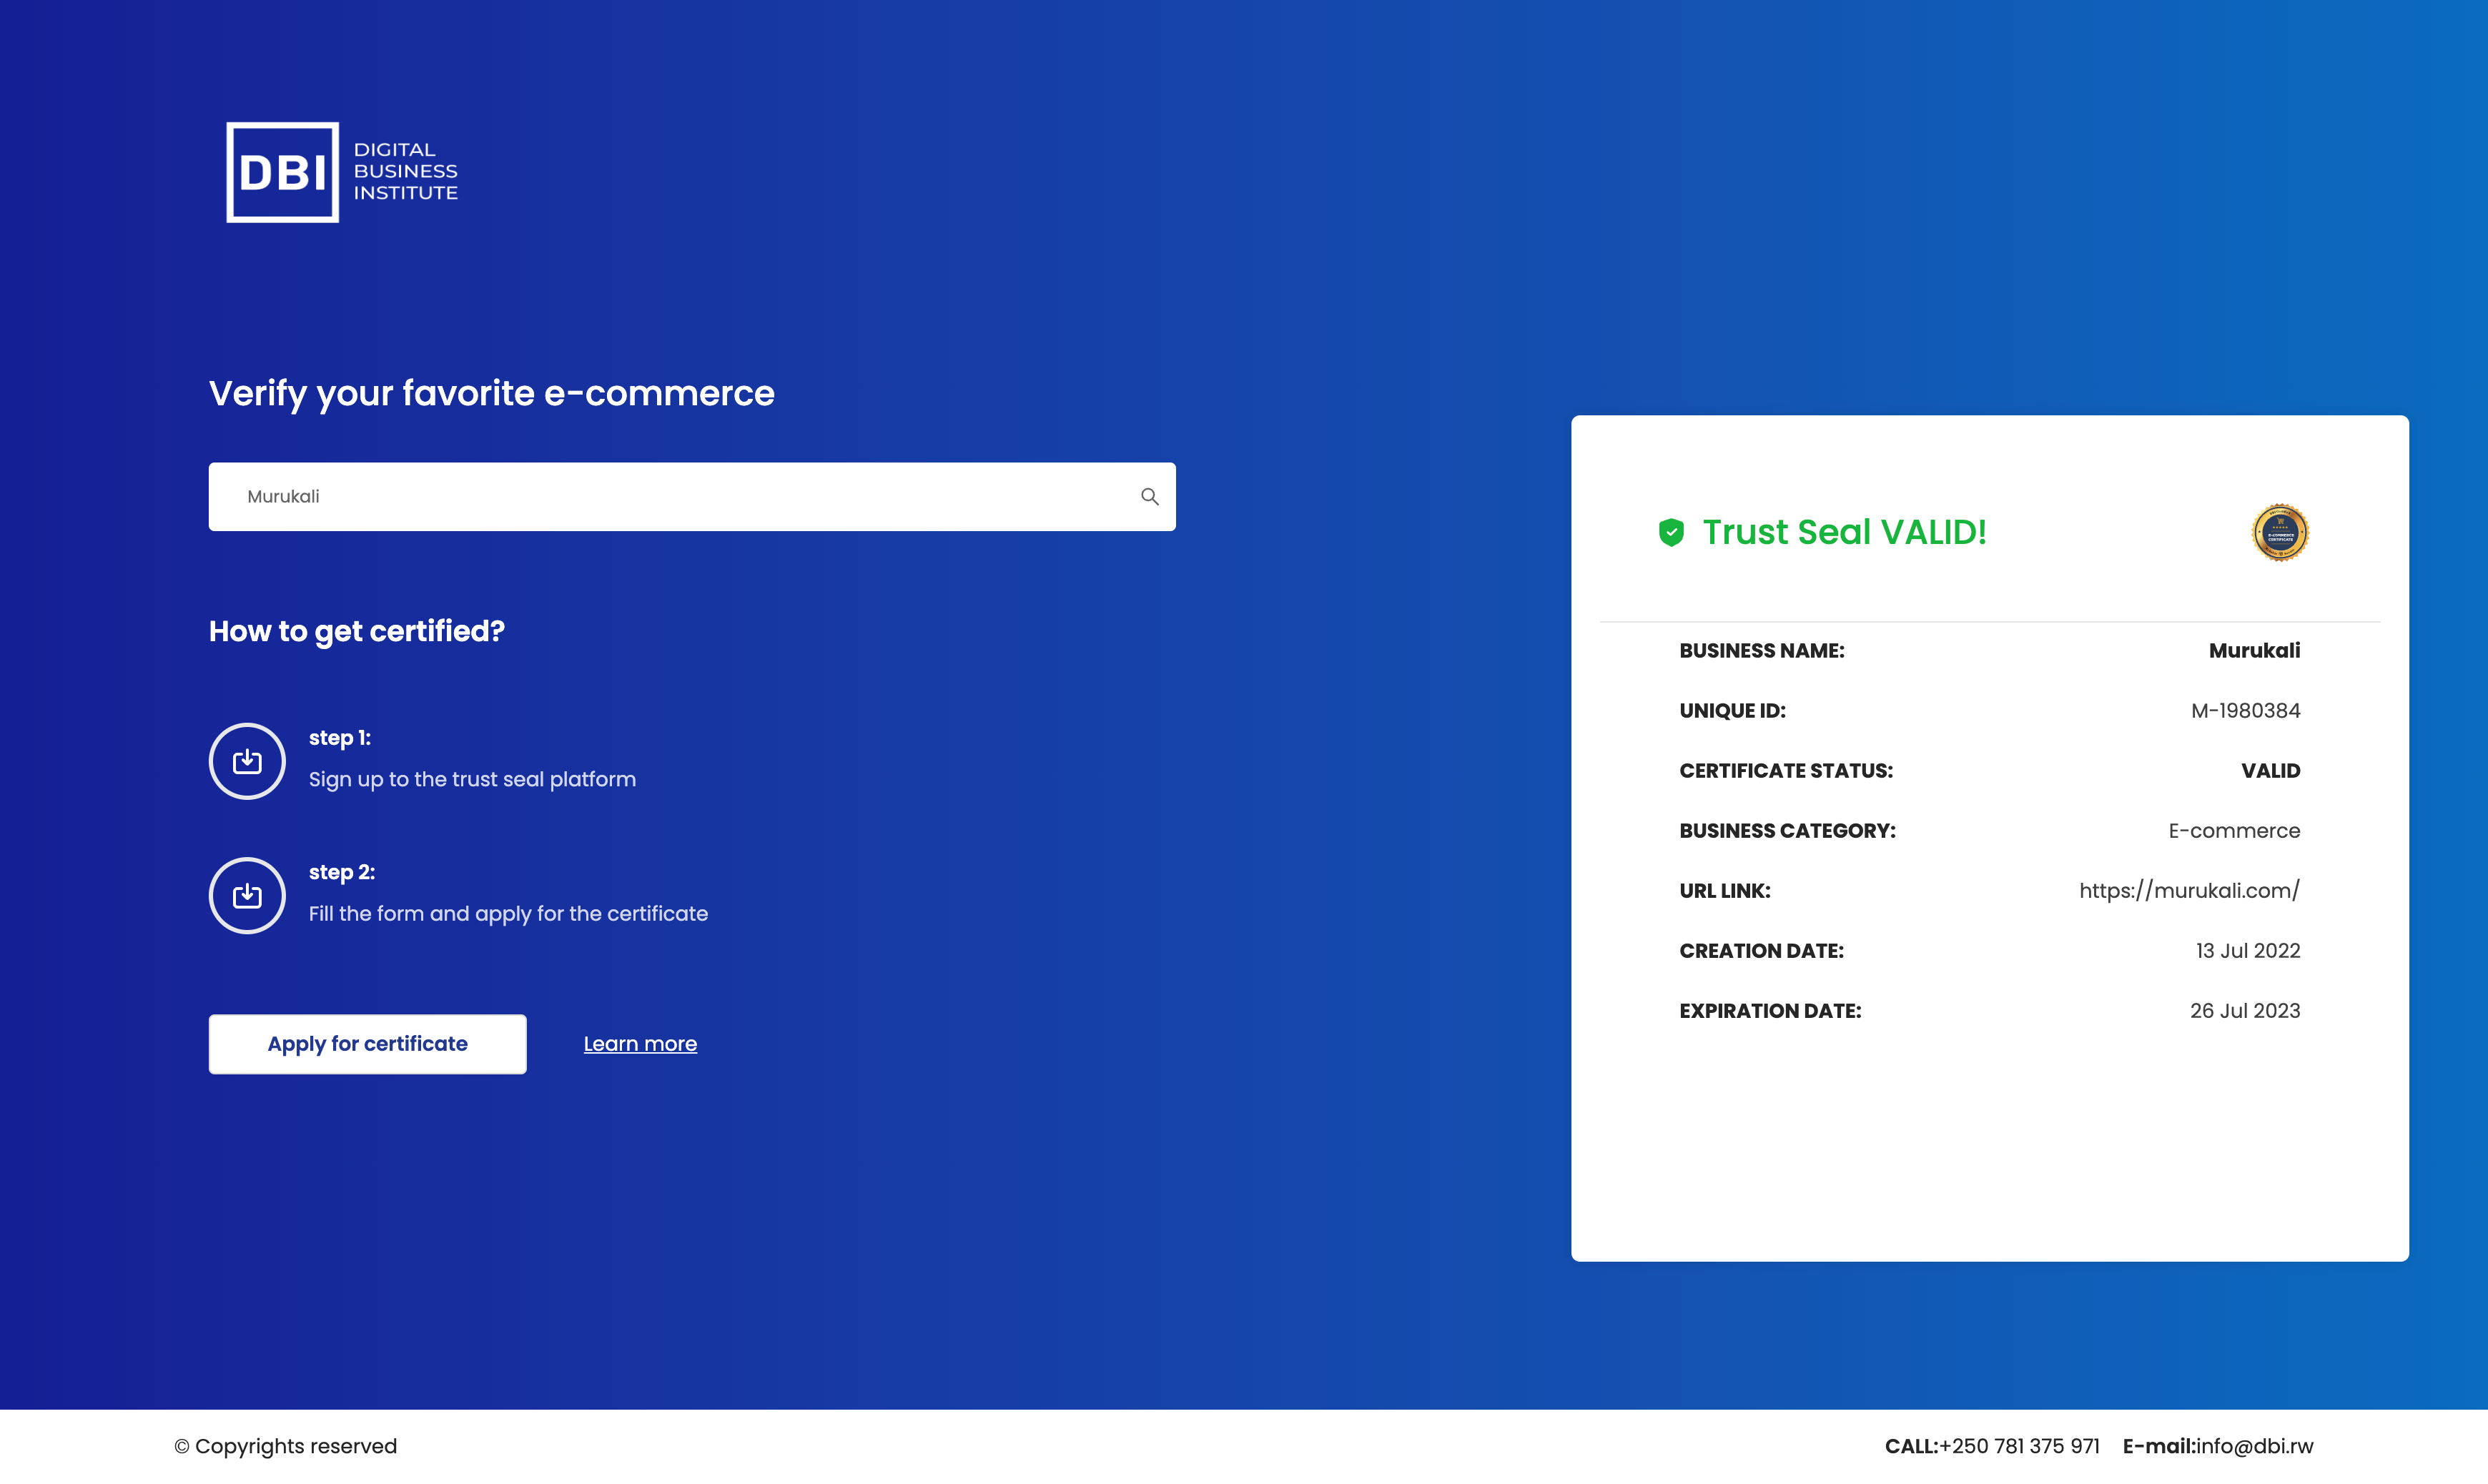 DBI
DIGITAL
BUSINESS
INSTITUTE
Verify your favorite e-commerce
Murukali
How to get certified?
step 1:
Sign up to the trust seal platform
step 2:
Fill the form and apply for the certificate
Apply for certificate
Learn more
Trust Seal VALID!
E-COMMERCE
CERTIFICATE
BUSINESS NAME: Murukali
UNIQUE ID: M-1980384
CERTIFICATE STATUS: VALID
BUSINESS CATEGORY: E-commerce
URL LINK: https://murukali.com/
CREATION DATE: 13 Jul 2022
EXPIRATION DATE: 26 Jul 2023
© Copyrights reserved
CALL:+250 781 375 971 E-mail:info@dbi.rw